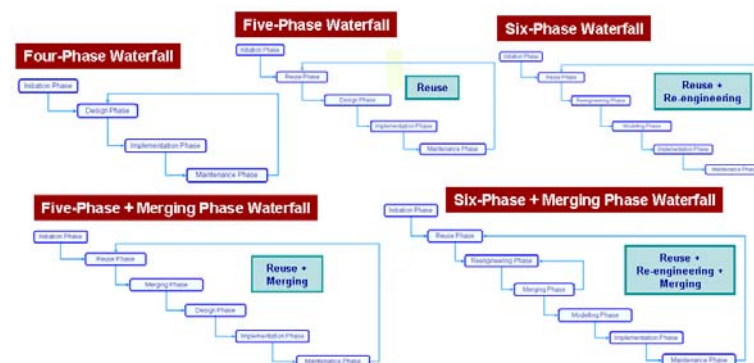 Four-Phase Waterfall
Initiation Phase
Design Phase
Implementation Phase
Maintenance Phase
Five-Phase Waterfall
Initiation Phase
Reuse Phase
Reuse
Design Phase
Implementation Phase
Maintenance Phase
Six-Phase Waterfall
Initiation Phase
Reuse Phase
Reuse +
Re-engineering
Reengineering Phase
Modelling Phase
Implementation Phase
Maintenance Phase
Five-Phase + Merging Phase Waterfall
Initiation Phase
Reuse Phase
Reuse +
Merging
Merging Phase
Design Phase
Implementation Phase
Maintenance Phase
Six-Phase + Merging Phase Waterfall
Initiation Phase
Reuse Phase
Reuse +
Re-engineering +
Merging
Reengineering Phase
Merging Phase
Modelling Phase
Implementation Phase
Maintenance Phase